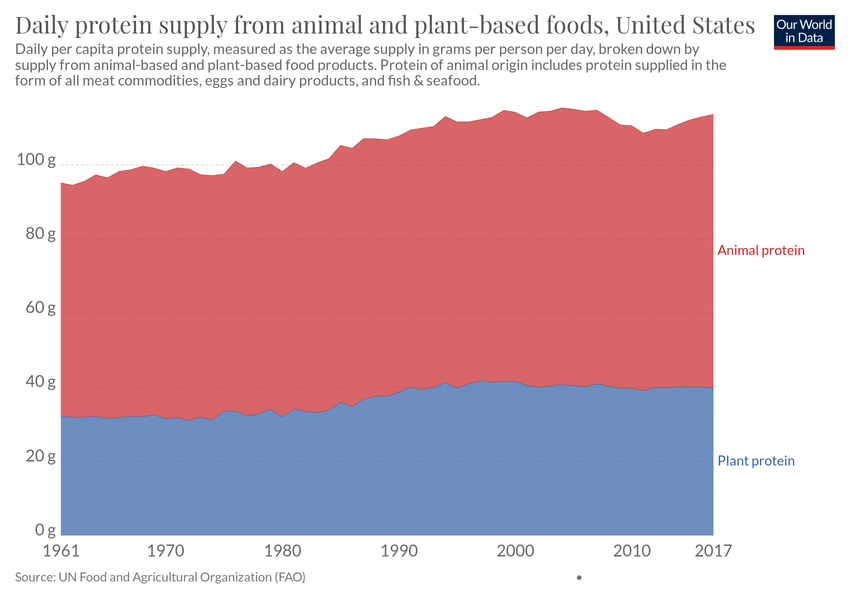 Daily protein supply from animal and plant-based foods, United States
Our World
in Data
Daily per capita protein supply, measured as the average supply in grams per person per day, broken down by
supply from animal-based and plant-based food products. Protein of animal origin includes protein supplied in the
form of all meat commodities, eggs and dairy products, and fish & seafood.
100 g
80 g
Animal protein
60 g
40 g
20 g
Plant protein
0 g
1961 1970 1980 1990 2000 2010 2017
Source: UN Food and Agricultural Organization (FAO)
•